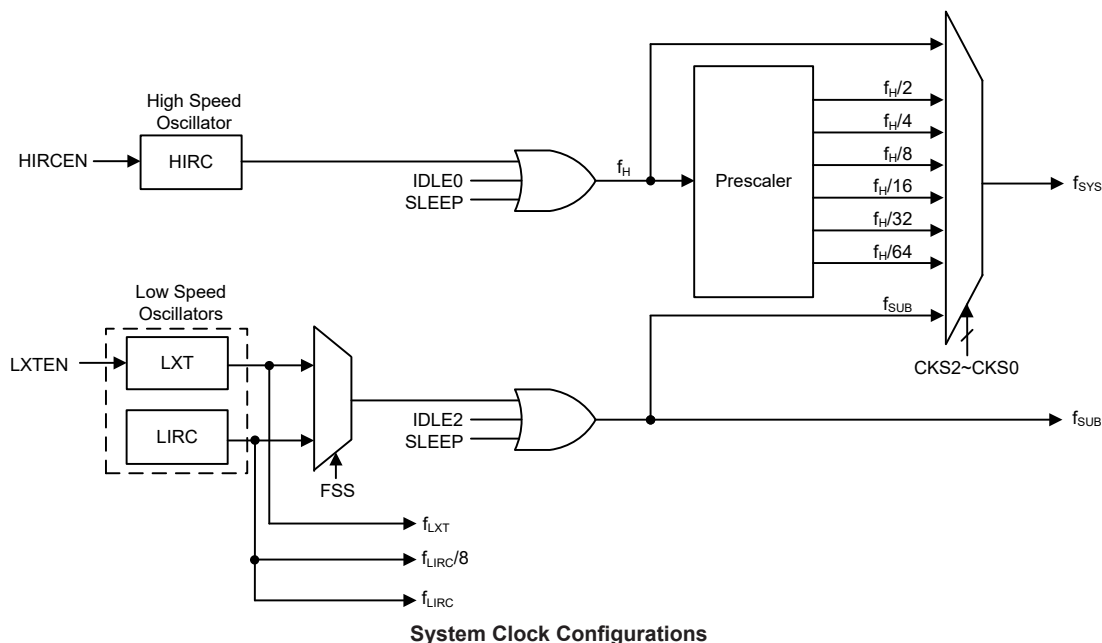 High Speed
Oscillator
HIRCEN
HIRC
IDLE0
SLEEP
fH
Prescaler
fH/2
fH/4
fH/8
fH/16
fH/32
fH/64
fSUB
fSYS
CKS2~CKS0
Low Speed
Oscillators
LXTEN
LXT
LIRC
FSS
IDLE2
SLEEP
fSUB
fLXT
fLIRC/8
fLIRC
System Clock Configurations